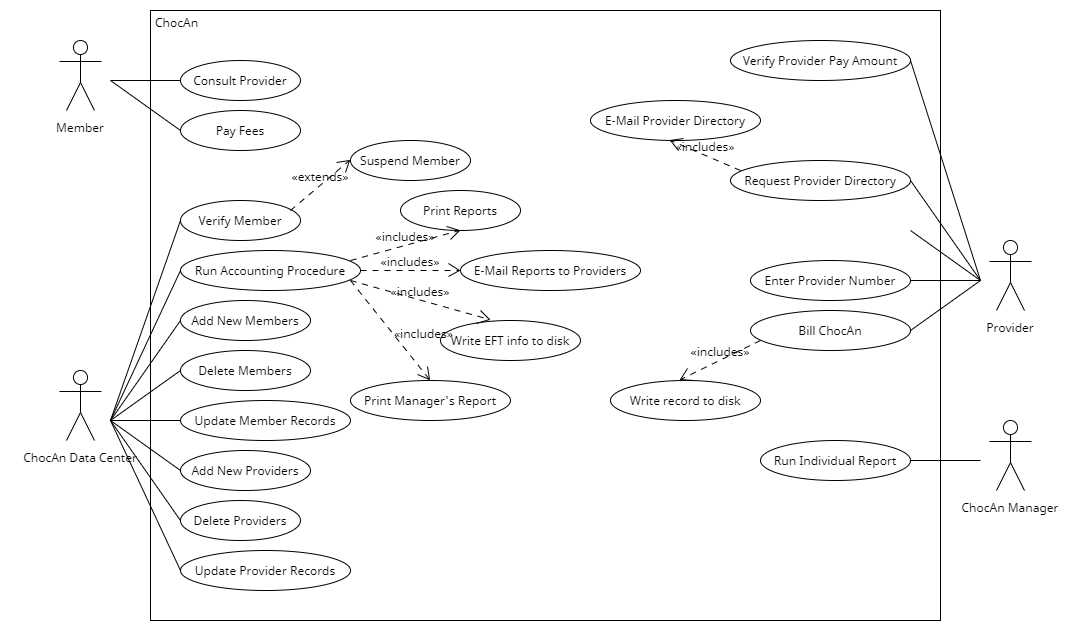 ChocAn
Member
Consult Provider
Pay Fees
Suspend Member
«extends»
Verify Member
Print Reports
«includes»
Run Accounting Procedure
«includes»
E-Mail Reports to Providers
«includes»
Add New Members
«includes»
Write EFT info to disk
Delete Members
Print Manager's Report
Update Member Records
ChocAn Data Center
Add New Providers
Delete Providers
Update Provider Records
Verify Provider Pay Amount
E-Mail Provider Directory
«includes»
Request Provider Directory
Enter Provider Number
Provider
Bill ChocAn
«includes»
Write record to disk
Run Individual Report
ChocAn Manager